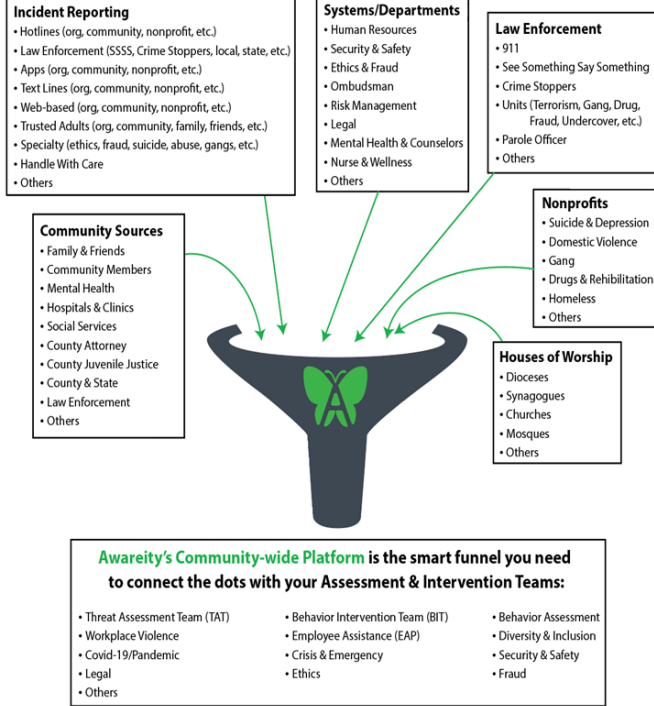 Incident Reporting
• Hotlines (org, community, nonprofit, etc.)
• Law Enforcement (SSSS, Crime Stoppers, local, state, etc.)
• Apps (org, community, nonprofit, etc.)
• Text Lines (org, community, nonprofit, etc.)
• Web-based (org, community, nonprofit, etc.)
• Trusted Adults (org, community, family, friends, etc.)
• Specialty (ethics, fraud, suicide, abuse, gangs, etc.)
• Handle With Care
• Others
Systems/Departments
• Human Resources
• Security & Safety
• Ethics & Fraud
• Ombudsman
• Risk Management
• Legal
• Mental Health & Counselors
• Nurse & Wellness
• Others
Law Enforcement
• 911
• See Something Say Something
• Crime Stoppers
• Units (Terrorism, Gang, Drug,
Fraud, Undercover, etc.)
• Parole Officer
• Others
Community Sources
• Family & Friends
• Community Members
• Mental Health
• Hospitals & Clinics
• Social Services
• County Attorney
• County Juvenile Justice
• County & State
• Law Enforcement
• Others
Nonprofits
• Suicide & Depression
• Domestic Violence
• Gang
• Drugs & Rehibilitation
• Homeless
• Others
Houses of Worship
• Dioceses
• Synagogues
• Churches
• Mosques
• Others
A
Awareity's Community-wide Platform is the smart funnel you need
to connect the dots with your Assessment & Intervention Teams:
• Threat Assessment Team (TAT)
• Workplace Violence
• Covid-19/Pandemic
• Legal
• Others
• Behavior Intervention Team (BIT)
• Employee Assistance (EAP)
• Crisis & Emergency
• Ethics
• Behavior Assessment
• Diversity & Inclusion
• Security & Safety
• Fraud